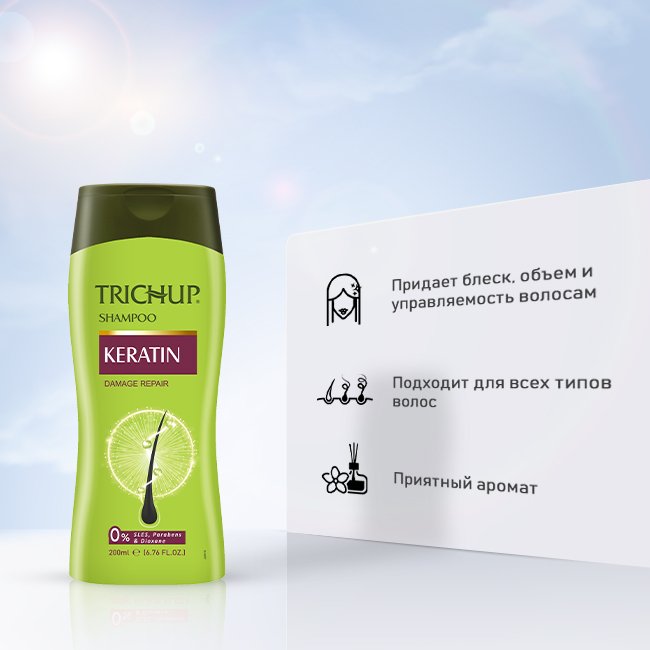 TRICHUP®
SHAMPOO
KERATIN
DAMAGE REPAIR
0% SLES, Parabens
& Dioxane
200ml ℮ (6.76 FL.OZ.)
Придает блеск, объем и
управляемость волосам
Подходит для всех типов
волос
Приятный аромат